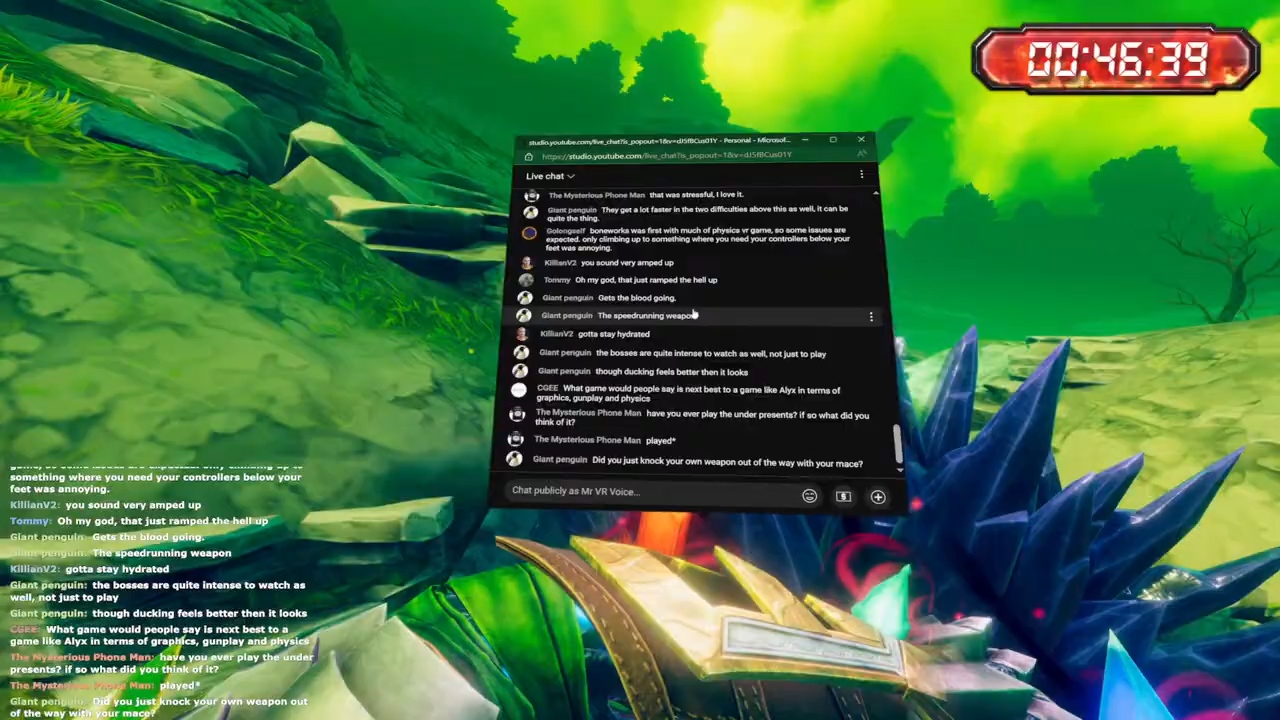 00:46:39
studio.youtube.com/live_chat?is_popout=1&v=dJ5fBCus01Y - Personal - Microsof...
https://studio.youtube.com/live_chat?is_popout=1&v=dJ5fBCus01Y
Live chat
The Mysterious Phone Man that was stressful, I love it.
Giant penguin They get a lot faster in the two difficulties above this as well, it can be
quite the thing.
Golongself boneworks was first with much of physics vr game, so some issues are
expected. only climbing up to something where you need your controllers below your
feet was annoying.
KillianV2 you sound very amped up
Tommy Oh my god, that just ramped the hell up
Giant penguin Gets the blood going.
Giant penguin The speedrunning weapon
KillianV2 gotta stay hydrated
Giant penguin the bosses are quite intense to watch as well, not just to play
Giant penguin though ducking feels better then it looks
CGEE What game would people say is next best to a game like Alyx in terms of
graphics, gunplay and physics
The Mysterious Phone Man have you ever play the under presents? if so what did you
think of it?
The Mysterious Phone Man played*
Giant penguin Did you just knock your own weapon out of the way with your mace?
Chat publicly as Mr VR Voice...
game, so some issues are expected. only climbing up to
something where you need your controllers below your
feet was annoying.
KillianV2: you sound very amped up
Tommy: Oh my god, that just ramped the hell up
Giant penguin: Gets the blood going.
Giant penguin: The speedrunning weapon
KillianV2: gotta stay hydrated
Giant penguin: the bosses are quite intense to watch as
well, not just to play
Giant penguin: though ducking feels better then it looks
CGEE: What game would people say is next best to a
game like Alyx in terms of graphics, gunplay and physics
The Mysterious Phone Man: have you ever play the under
presents? if so what did you think of it?
The Mysterious Phone Man: played*
Giant penguin: Did you just knock your own weapon out
of the way with your mace?